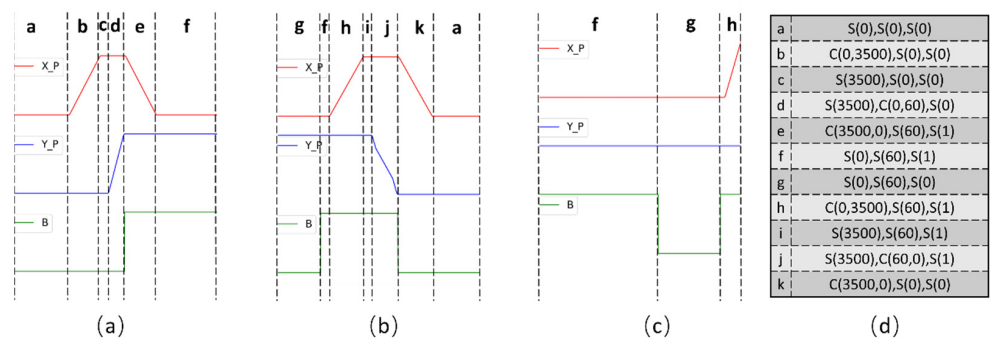 a b c d e f
X_P
Y_P
B
(a)
g f h i j k a
X_P
Y_P
B
(b)
f g h
X_P
Y_P
B
(c)
a S(0),S(0),S(0)
b C(0,3500),S(0),S(0)
c S(3500),S(0),S(0)
d S(3500),C(0,60),S(0)
e C(3500,0),S(60),S(1)
f S(0),S(60),S(1)
g S(0),S(60),S(0)
h C(0,3500),S(60),S(1)
i S(3500),S(60),S(1)
j S(3500),C(60,0),S(1)
k C(3500,0),S(0),S(0)
(d)